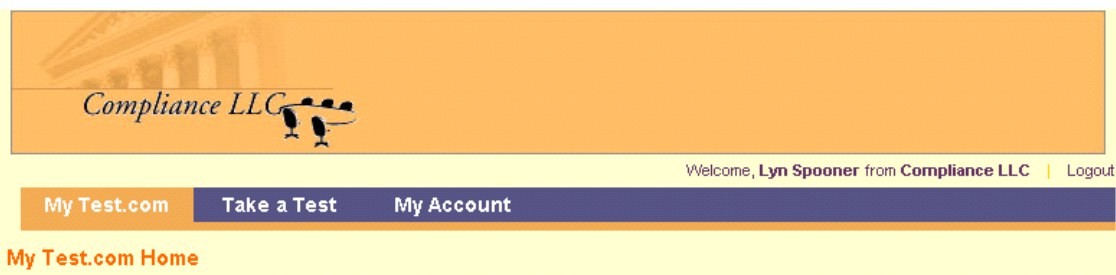 Compliance LLC
Welcome, Lyn Spooner from Compliance LLC | Logout
My Test.com Take a Test My Account
My Test.com Home